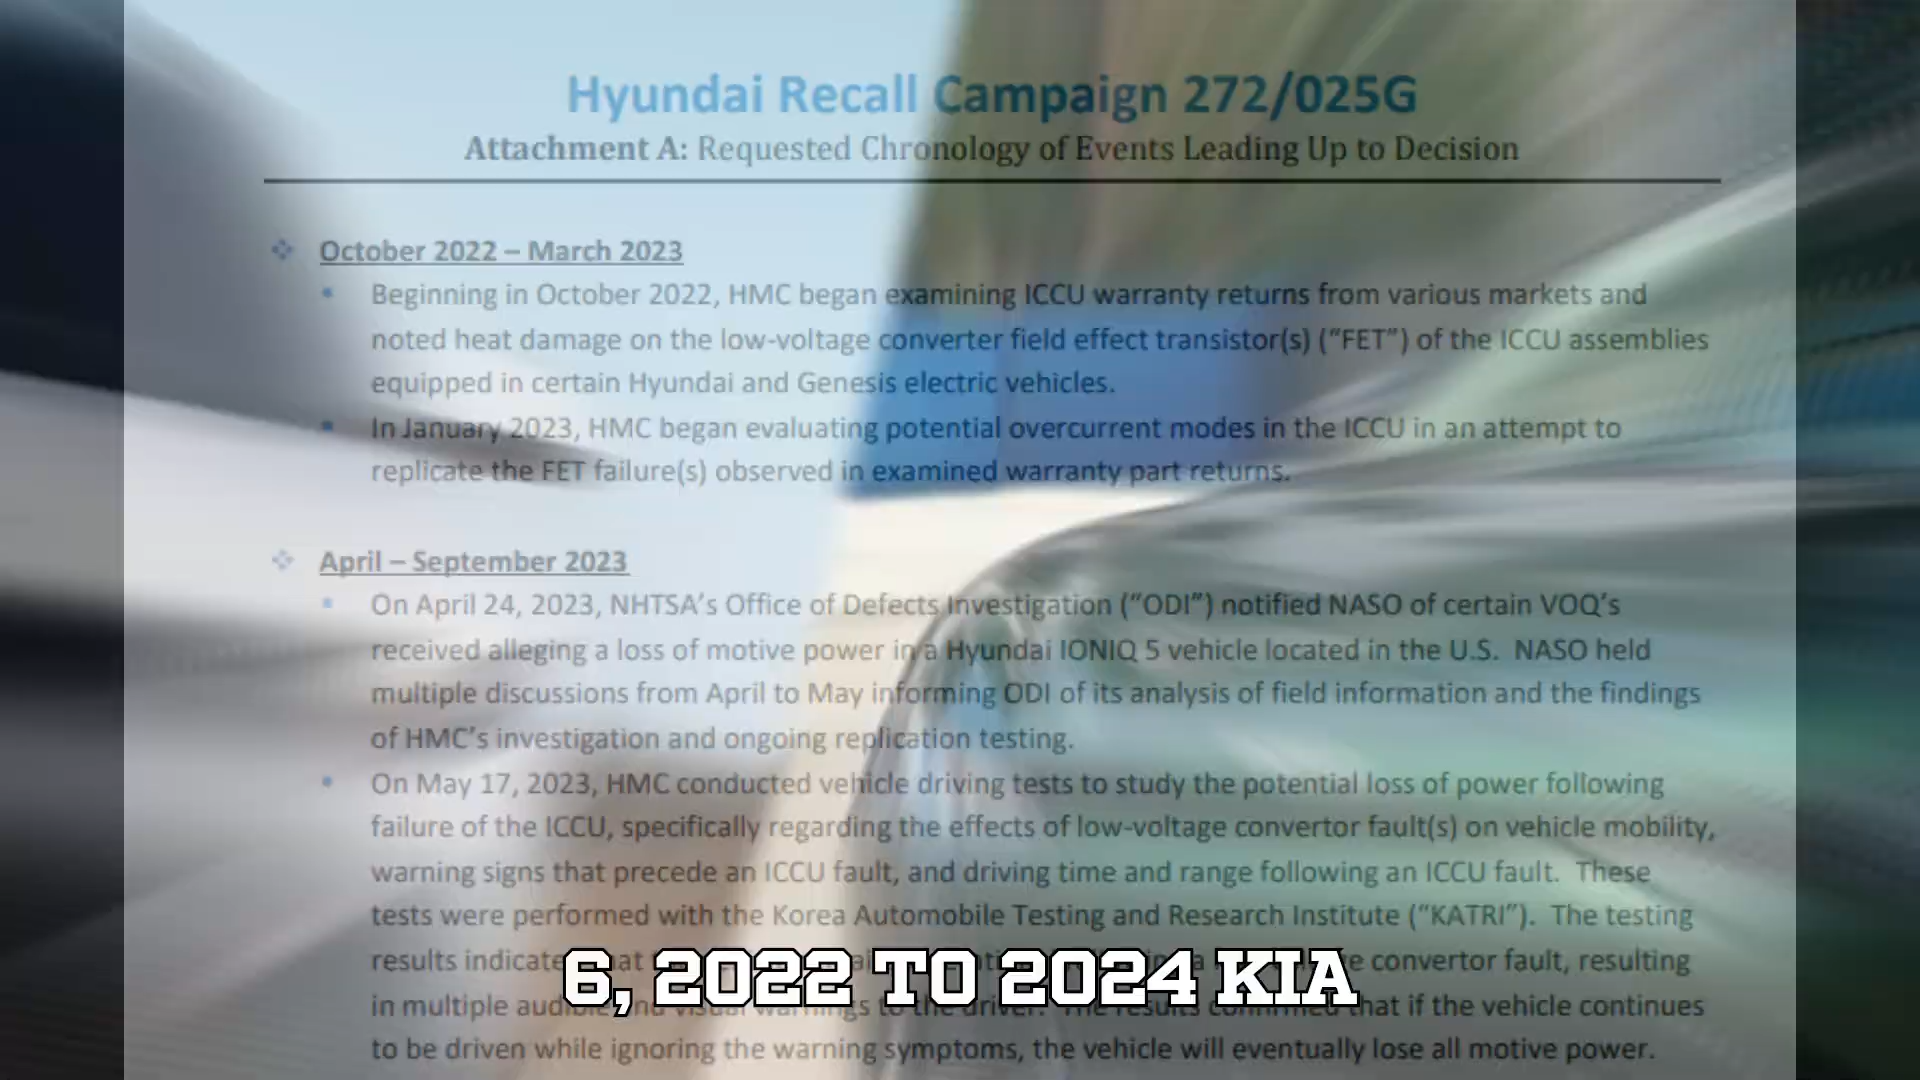 Hyundai Recall Campaign 272/025G
Attachment A: Requested Chronology of Events Leading Up to Decision
October 2022 – March 2023
Beginning in October 2022, HMC began examining ICCU warranty returns from various markets and
noted heat damage on the low-voltage converter field effect transistor(s) (“FET”) of the ICCU assemblies
equipped in certain Hyundai and Genesis electric vehicles.
In January 2023, HMC began evaluating potential overcurrent modes in the ICCU in an attempt to
replicate the FET failure(s) observed in examined warranty part returns.
April – September 2023
On April 24, 2023, NHTSA’s Office of Defects Investigation (“ODI”) notified NASO of certain VOQ’s
received alleging a loss of motive power in a Hyundai IONIQ 5 vehicle located in the U.S. NASO held
multiple discussions from April to May informing ODI of its analysis of field information and the findings
of HMC’s investigation and ongoing replication testing.
On May 17, 2023, HMC conducted vehicle driving tests to study the potential loss of power following
failure of the ICCU, specifically regarding the effects of low-voltage convertor fault(s) on vehicle mobility,
warning signs that precede an ICCU fault, and driving time and range following an ICCU fault. These
tests were performed with the Korea Automobile Testing and Research Institute (“KATRI”). The testing
results convertor fault, resulting
6, 2022 TO 2024 KIA
in multiple audible and visual warnings to the driver. The results confirmed that if the vehicle continues
to be driven while ignoring the warning symptoms, the vehicle will eventually lose all motive power.